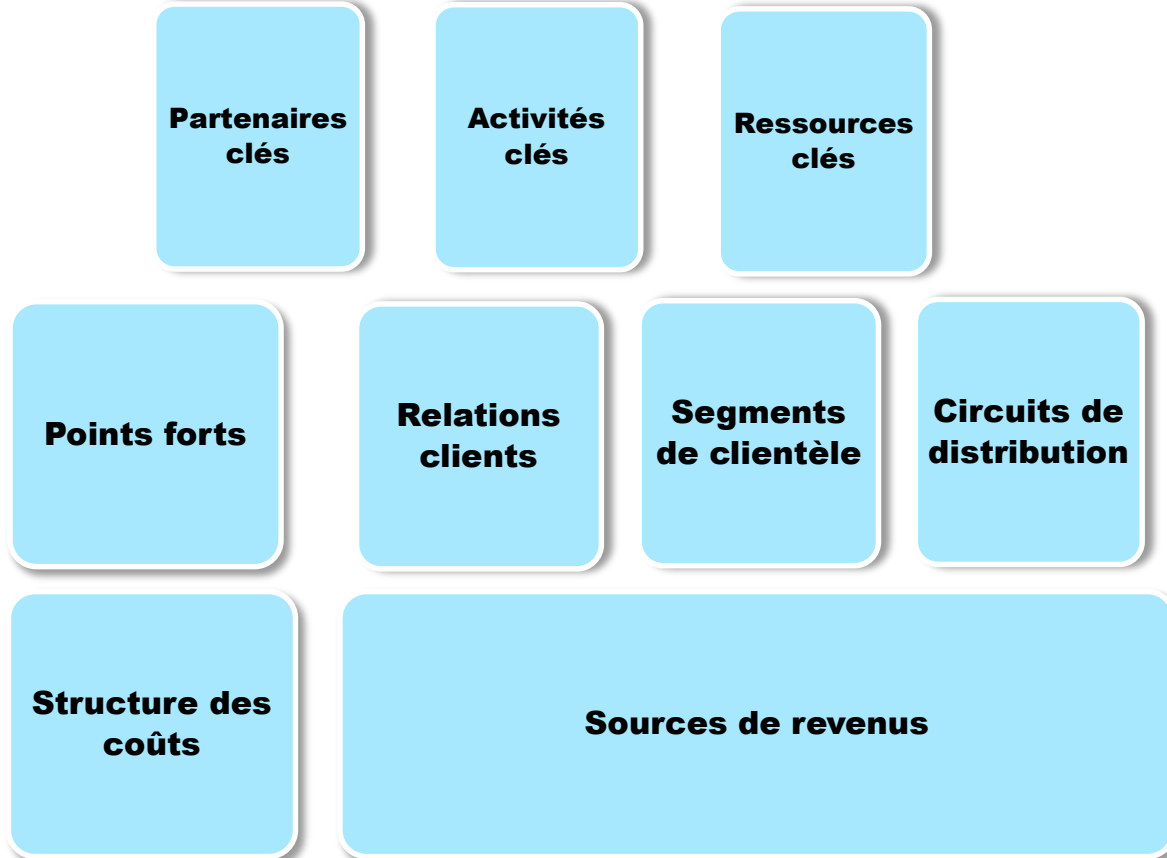 Partenaires
clés
Activités
clés
Ressources
clés
Points forts
Relations
clients
Segments
de clientèle
Circuits de
distribution
Structure des
coûts
Sources de revenus